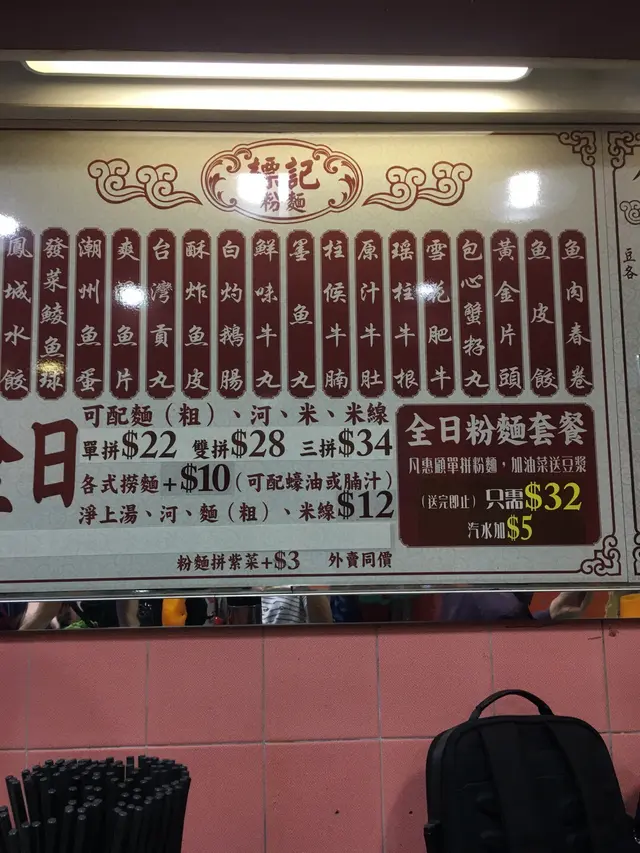 標記
粉麵
鳳城水餃
發菜鯪魚球
潮州魚蛋
爽魚片
台灣貢丸
酥炸魚皮
白灼鵝腸
鮮味牛丸
墨魚丸
柱候牛腩
原汁牛肚
瑤柱牛根
雪花肥牛
包心蟹籽丸
黃金片頭
魚皮餃
魚肉春卷
全日
可配麵（粗）、河、米、米線
單拼$22 雙拼$28 三拼$34
各式撈麵+$10（可配蠔油或腩汁）
淨上湯、河、麵（粗）、米線$12
粉麵拼紫菜+$3 外賣同價
全日粉麵套餐
凡惠顧單拼粉麵，加油菜送豆漿
（送完即止）只需$32
汽水加$5
豆
各